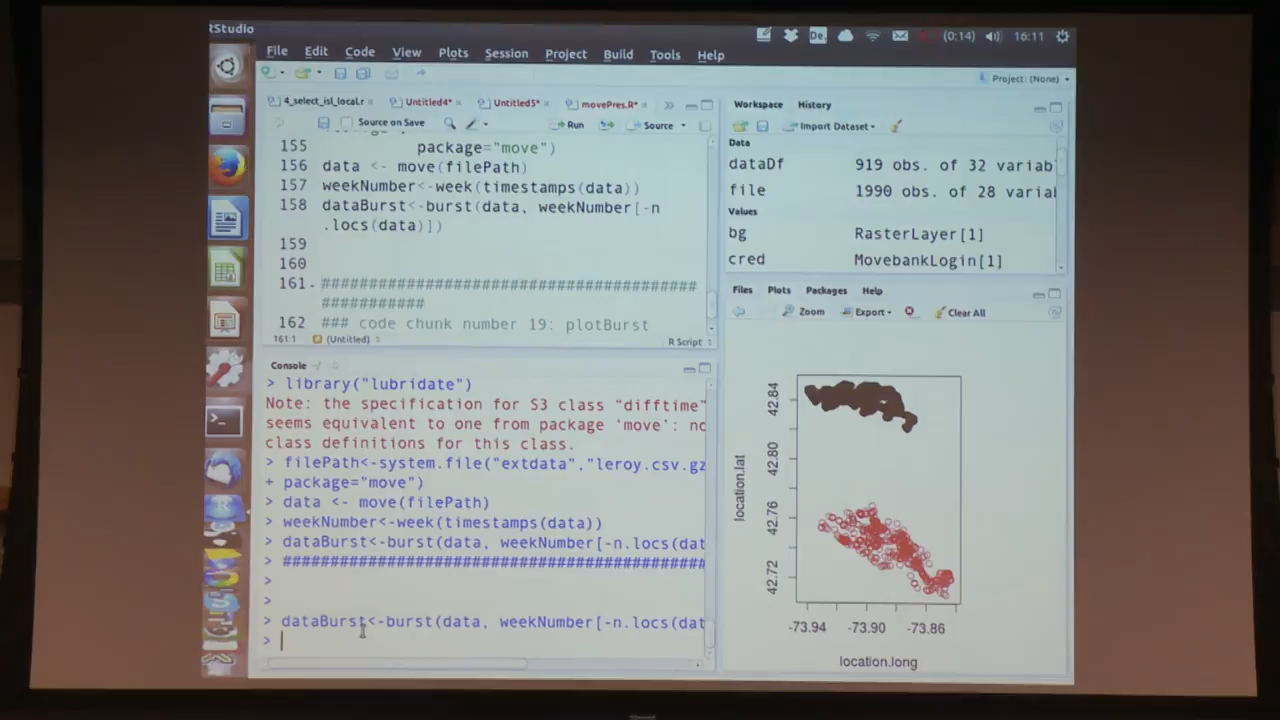 RStudio
De.
(0:14)
16:11
File Edit Code View Plots Session Project Build Tools Help
Project: (None)
4_select_isl_local.r
Untitled4*
Untitled5*
movePres.R*
Source on Save
Run
Source
155 package="move")
156 data <- move(filePath)
157 weekNumber<-week(timestamps(data))
158 dataBurst<-burst(data, weekNumber[-n
.locs(data)])
159
160
161 ########################################
###########
162 ### code chunk number 19: plotBurst
161:1 (Untitled) R Script
Console ~/
> library("lubridate")
Note: the specification for S3 class "difftime"
seems equivalent to one from package 'move': no
class definitions for this class.
> filePath<-system.file("extdata","leroy.csv.gz
+ package="move")
> data <- move(filePath)
> weekNumber<-week(timestamps(data))
> dataBurst<-burst(data, weekNumber[-n.locs(dat
> #############################################
>
>
> dataBurst<-burst(data, weekNumber[-n.locs(dat
>
Workspace History
Import Dataset
Data
dataDf 919 obs. of 32 variab
file 1990 obs. of 28 varia
Values
bg RasterLayer[1]
cred MovebankLogin[1]
Files Plots Packages Help
Zoom Export Clear All
location.lat
42.84
42.80
42.76
42.72
-73.94 -73.90 -73.86
location.long